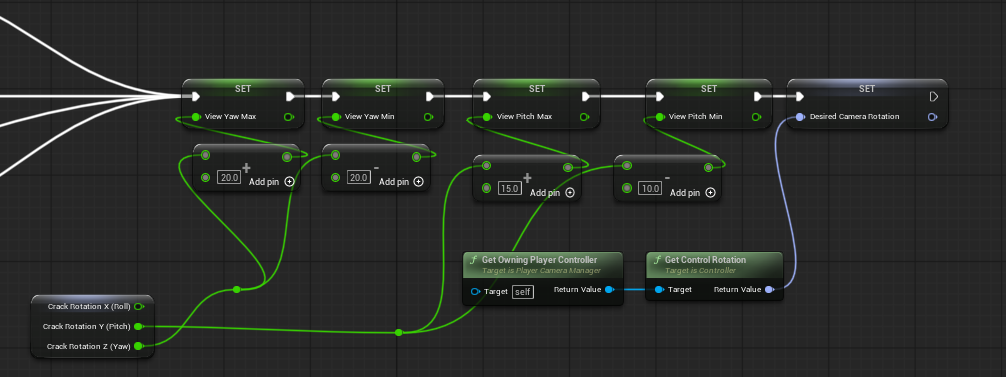 SET
View Yaw Max
SET
View Yaw Min
SET
View Pitch Max
SET
View Pitch Min
SET
Desired Camera Rotation
+
20.0
Add pin
-
20.0
Add pin
+
15.0
Add pin
-
10.0
Add pin
f Get Owning Player Controller
Target is Player Camera Manager
Target self
Return Value
f Get Control Rotation
Target is Controller
Target
Return Value
Crack Rotation X (Roll)
Crack Rotation Y (Pitch)
Crack Rotation Z (Yaw)